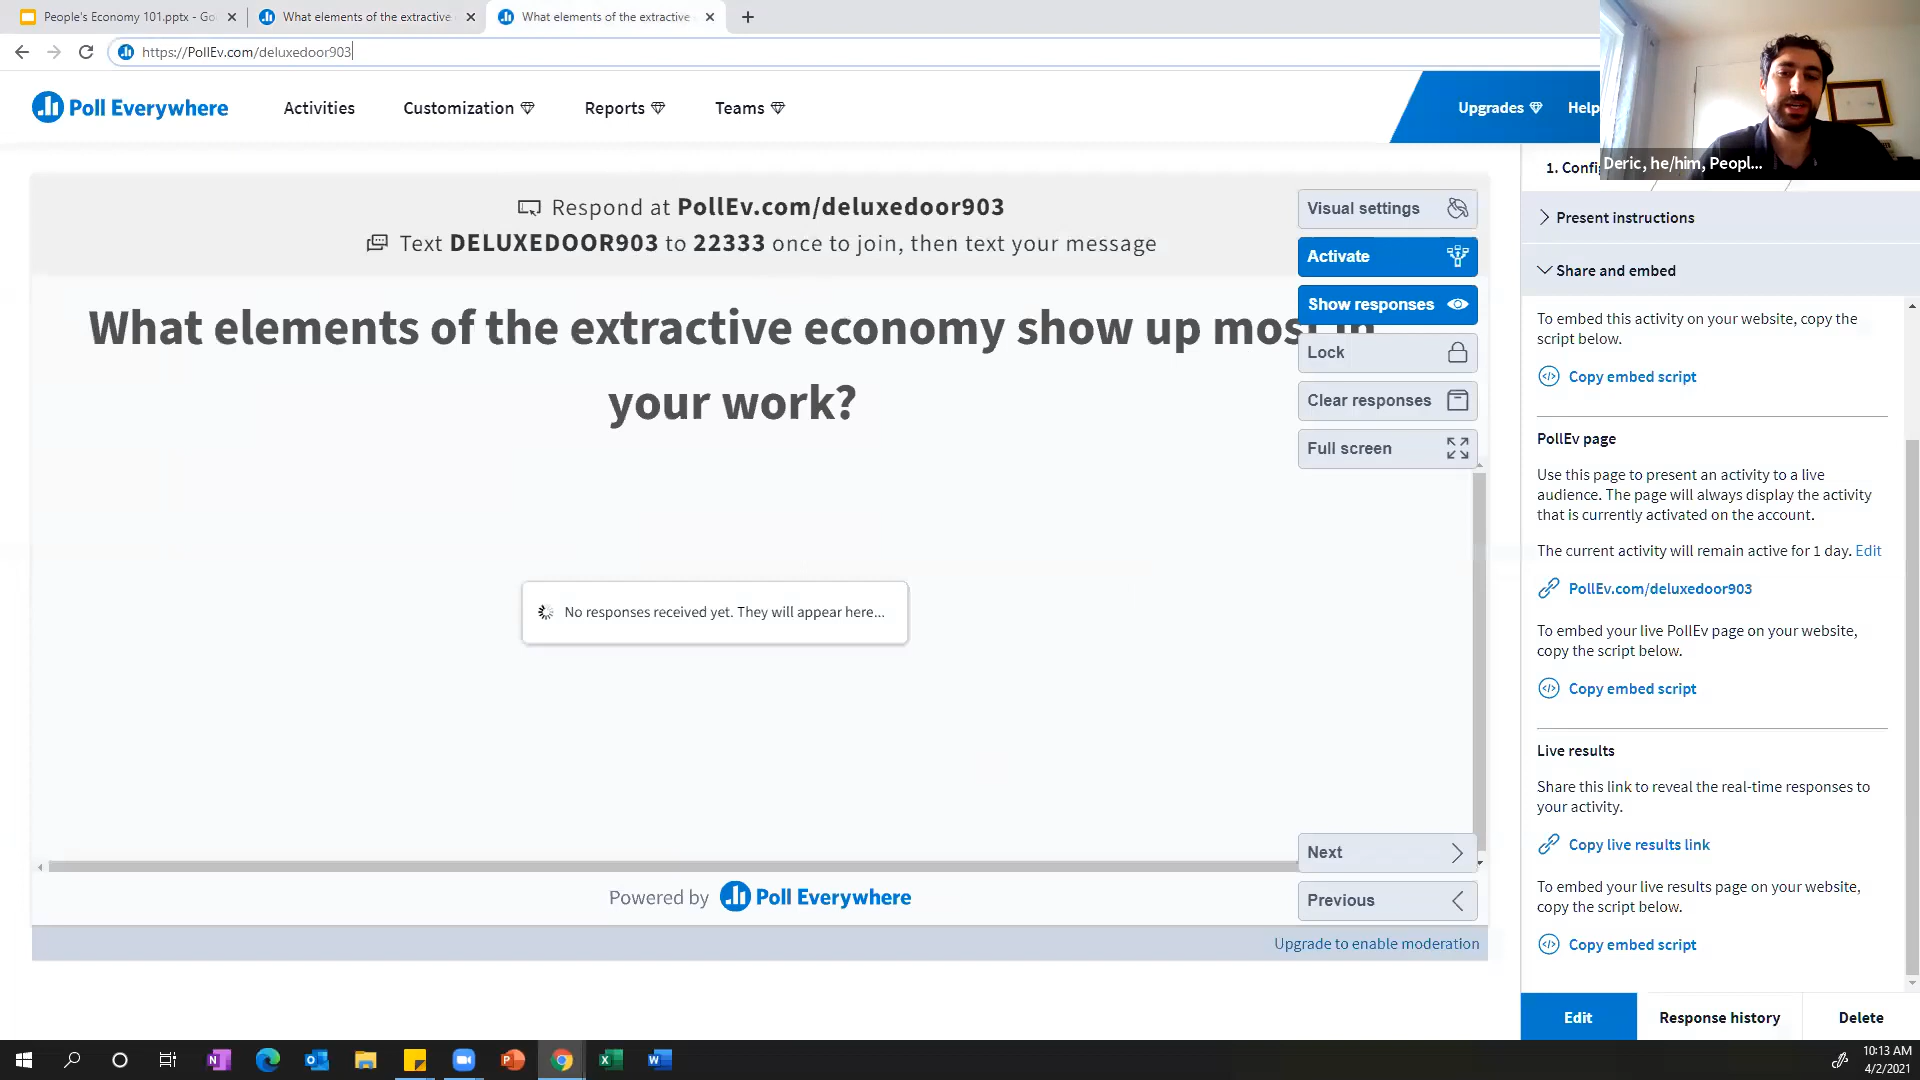 People's Economy 101.pptx - Go
What elements of the extractive
What elements of the extractive
https://PollEv.com/deluxedoor903
Poll Everywhere
Activities
Customization
Reports
Teams
Upgrades
Help
Deric, he/him, Peopl...
1. Confi
Respond at PollEv.com/deluxedoor903
Text DELUXEDOOR903 to 22333 once to join, then text your message
What elements of the extractive economy show up most in
your work?
No responses received yet. They will appear here...
Visual settings
Activate
Show responses
Lock
Clear responses
Full screen
Next
Previous
Powered by Poll Everywhere
Upgrade to enable moderation
Present instructions
Share and embed
To embed this activity on your website, copy the
script below.
Copy embed script
PollEv page
Use this page to present an activity to a live
audience. The page will always display the activity
that is currently activated on the account.
The current activity will remain active for 1 day. Edit
PollEv.com/deluxedoor903
To embed your live PollEv page on your website,
copy the script below.
Copy embed script
Live results
Share this link to reveal the real-time responses to
your activity.
Copy live results link
To embed your live results page on your website,
copy the script below.
Copy embed script
Edit
Response history
Delete
10:13 AM
4/2/2021